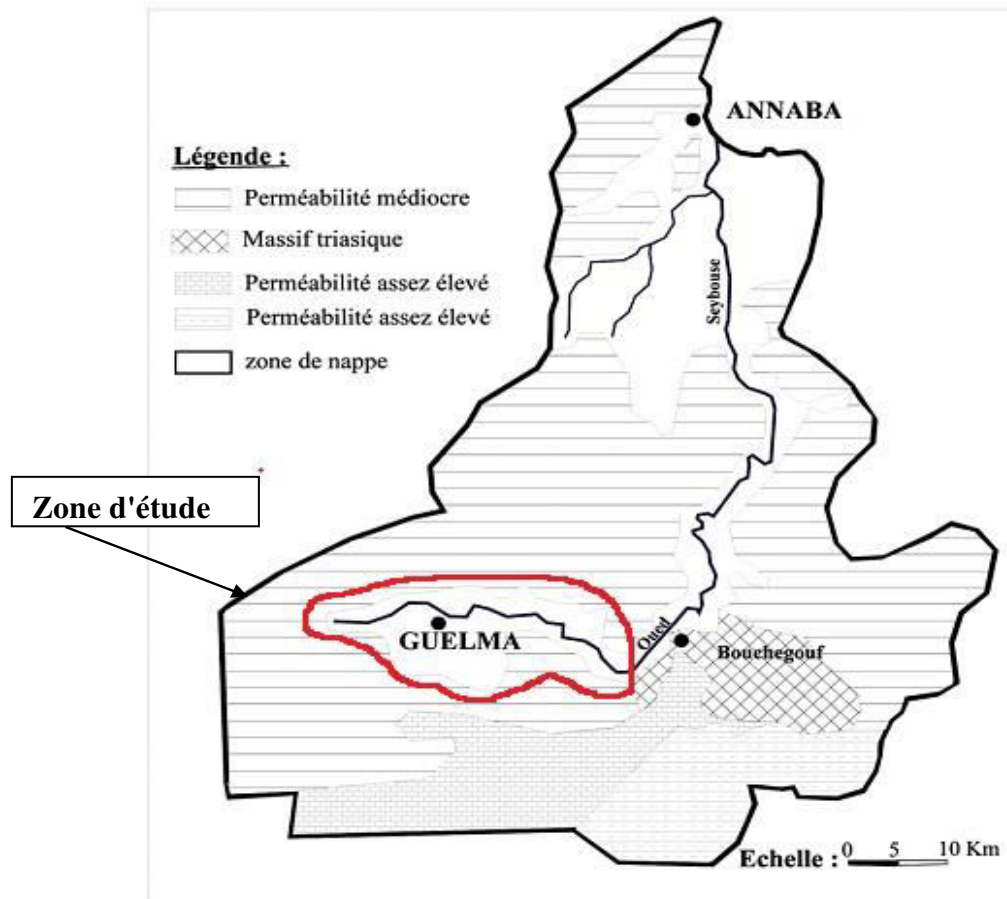 ANNABA
Légende :
Perméabilité médiocre
Massif triasique
Perméabilité assez élevé
Perméabilité assez élevé
zone de nappe
Seybouse
Zone d'étude
GUELMA
Oued
Bouchegouf
Echelle : 0 5 10 Km